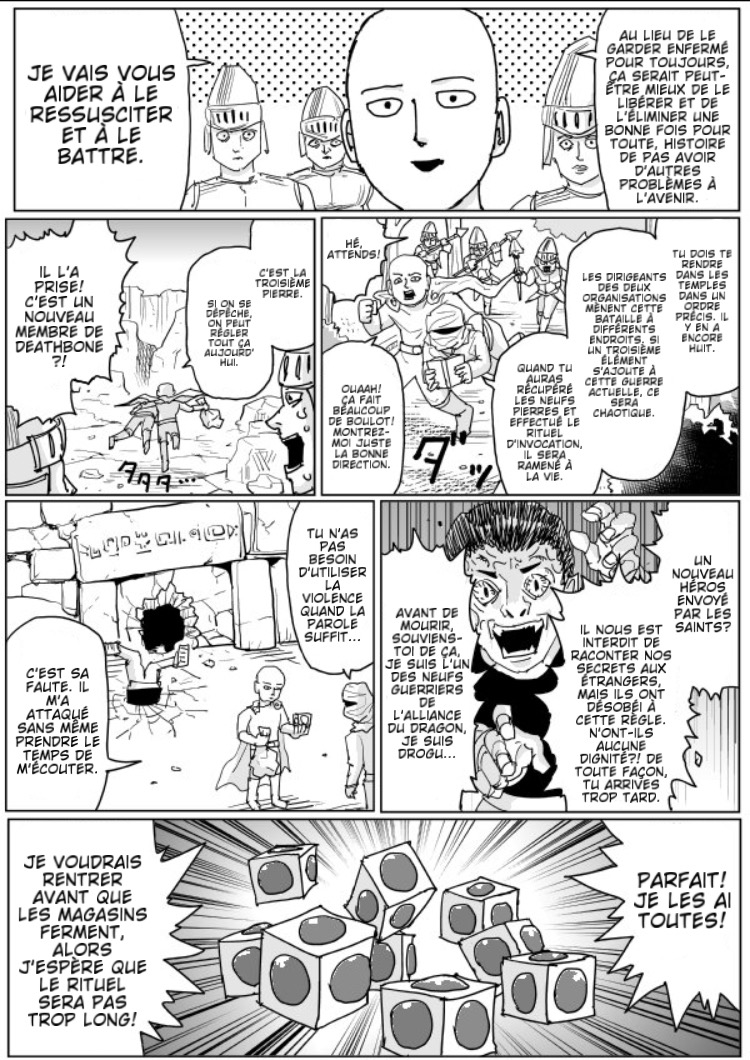 AU LIEU DE LE
GARDER ENFERMÉ
POUR TOUJOURS,
ÇA SERAIT PEUT-
ÊTRE MIEUX DE LE
LIBÉRER ET DE
L'ÉLIMINER UNE
BONNE FOIS POUR
TOUTE, HISTOIRE
DE PAS AVOIR
D'AUTRES
PROBLÈMES À
L'AVENIR.
JE VAIS VOUS
AIDER À LE
RESSUSCITER
ET À LE
BATTRE.
TU DOIS TE
RENDRE
DANS LES
TEMPLES
DANS UN
ORDRE
PRÉCIS. IL
Y EN A
ENCORE
HUIT.
LES DIRIGEANTS
DES DEUX
ORGANISATIONS
MÈNENT CETTE
BATAILLE À
DIFFÉRENTS
ENDROITS. SI
UN TROISIÈME
ÉLÉMENT
S'AJOUTE À
CETTE GUERRE
ACTUELLE, CE
SERA
CHAOTIQUE.
QUAND TU
AURAS
RÉCUPÉRÉ
LES NEUFS
PIERRES ET
EFFECTUÉ LE
RITUEL
D'INVOCATION,
IL SERA
RAMENÉ À
LA VIE.
HÉ,
ATTENDS!
OUAAH!
ÇA FAIT
BEAUCOUP
DE BOULOT!
MONTREZ-
MOI JUSTE
LA BONNE
DIRECTION.
ダッ
C'EST LA
TROISIÈME
PIERRE.
SI ON SE
DÉPÊCHE,
ON PEUT
RÉGLER
TOUT ÇA
AUJOURD'
HUI.
IL L'A
PRISE!
C'EST UN
NOUVEAU
MEMBRE DE
DEATHBONE
?!
タタタ…
UN
NOUVEAU
HÉROS
ENVOYÉ
PAR LES
SAINTS?
IL NOUS EST
INTERDIT DE
RACONTER NOS
SECRETS AUX
ÉTRANGERS,
MAIS ILS ONT
DÉSOBÉI À
CETTE RÈGLE.
N'ONT-ILS
AUCUNE
DIGNITÉ?! DE
TOUTE FAÇON,
TU ARRIVES
TROP TARD.
AVANT DE
MOURIR,
SOUVIENS-
TOI DE ÇA,
JE SUIS L'UN
DES NEUFS
GUERRIERS
DE
L'ALLIANCE
DU DRAGON,
JE SUIS
DROGU...
TU N'AS
PAS
BESOIN
D'UTILISER
LA
VIOLENCE
QUAND LA
PAROLE
SUFFIT...
C'EST SA
FAUTE. IL
M'A
ATTAQUÉ
SANS MÊME
PRENDRE LE
TEMPS DE
M'ÉCOUTER.
PARFAIT!
JE LES AI
TOUTES!
JE VOUDRAIS
RENTRER
AVANT QUE
LES MAGASINS
FERMENT,
ALORS
J'ESPÈRE QUE
LE RITUEL
SERA PAS
TROP LONG!